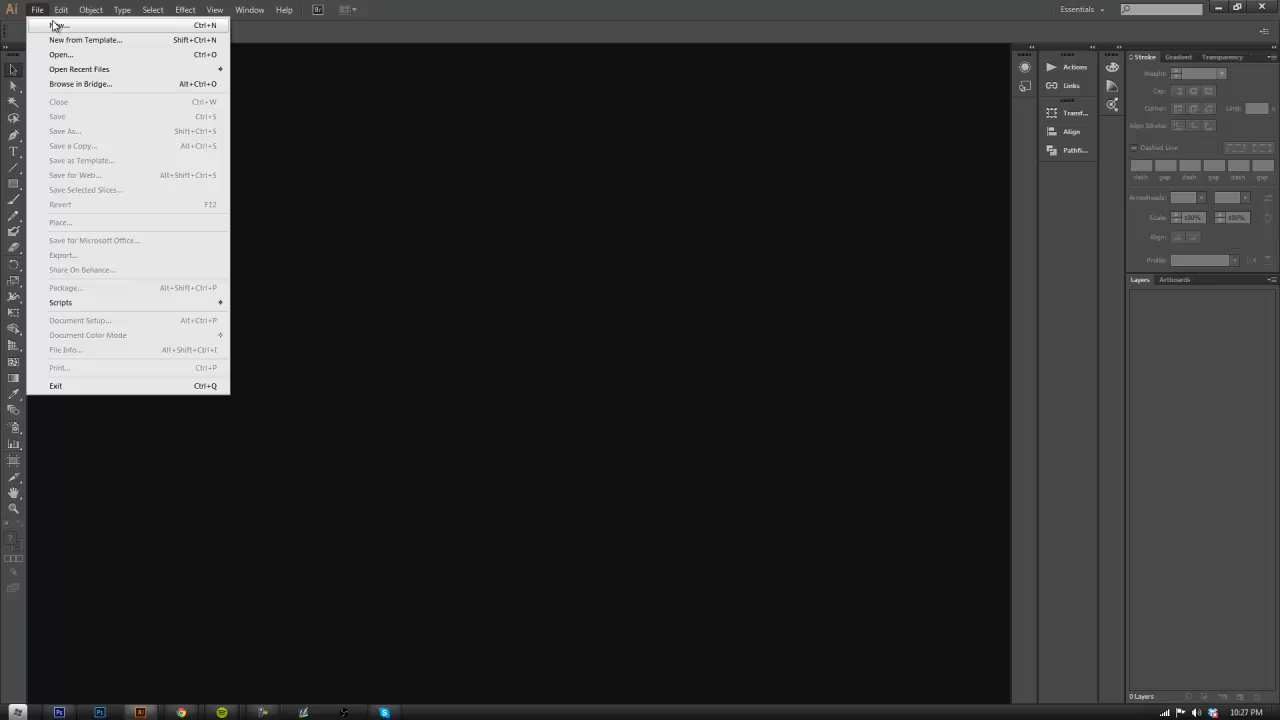 Ai File Edit Object Type Select Effect View Window Help Br Essentials
Ctrl+N
New from Template... Shift+Ctrl+N
Open... Ctrl+O
Open Recent Files
Browse in Bridge... Alt+Ctrl+O
Close Ctrl+W
Save Ctrl+S
Save As... Shift+Ctrl+S
Save a Copy... Alt+Ctrl+S
Save as Template...
Save for Web... Alt+Shift+Ctrl+S
Save Selected Slices...
Revert F12
Place...
Save for Microsoft Office...
Export...
Share On Behance...
Package... Alt+Shift+Ctrl+P
Scripts
Document Setup... Alt+Ctrl+P
Document Color Mode
File Info... Alt+Shift+Ctrl+I
Print... Ctrl+P
Exit Ctrl+Q
Actions
Links
Transf...
Align
Pathfi...
Stroke Gradient Transparency
Weight:
Cap:
Corner: Limit:
Align Stroke:
Dashed Line
dash gap dash gap dash gap
Arrowheads:
Scale: 100% 100%
Align:
Profile:
Layers Artboards
0 Layers
Ps Ps Ai
10:27 PM